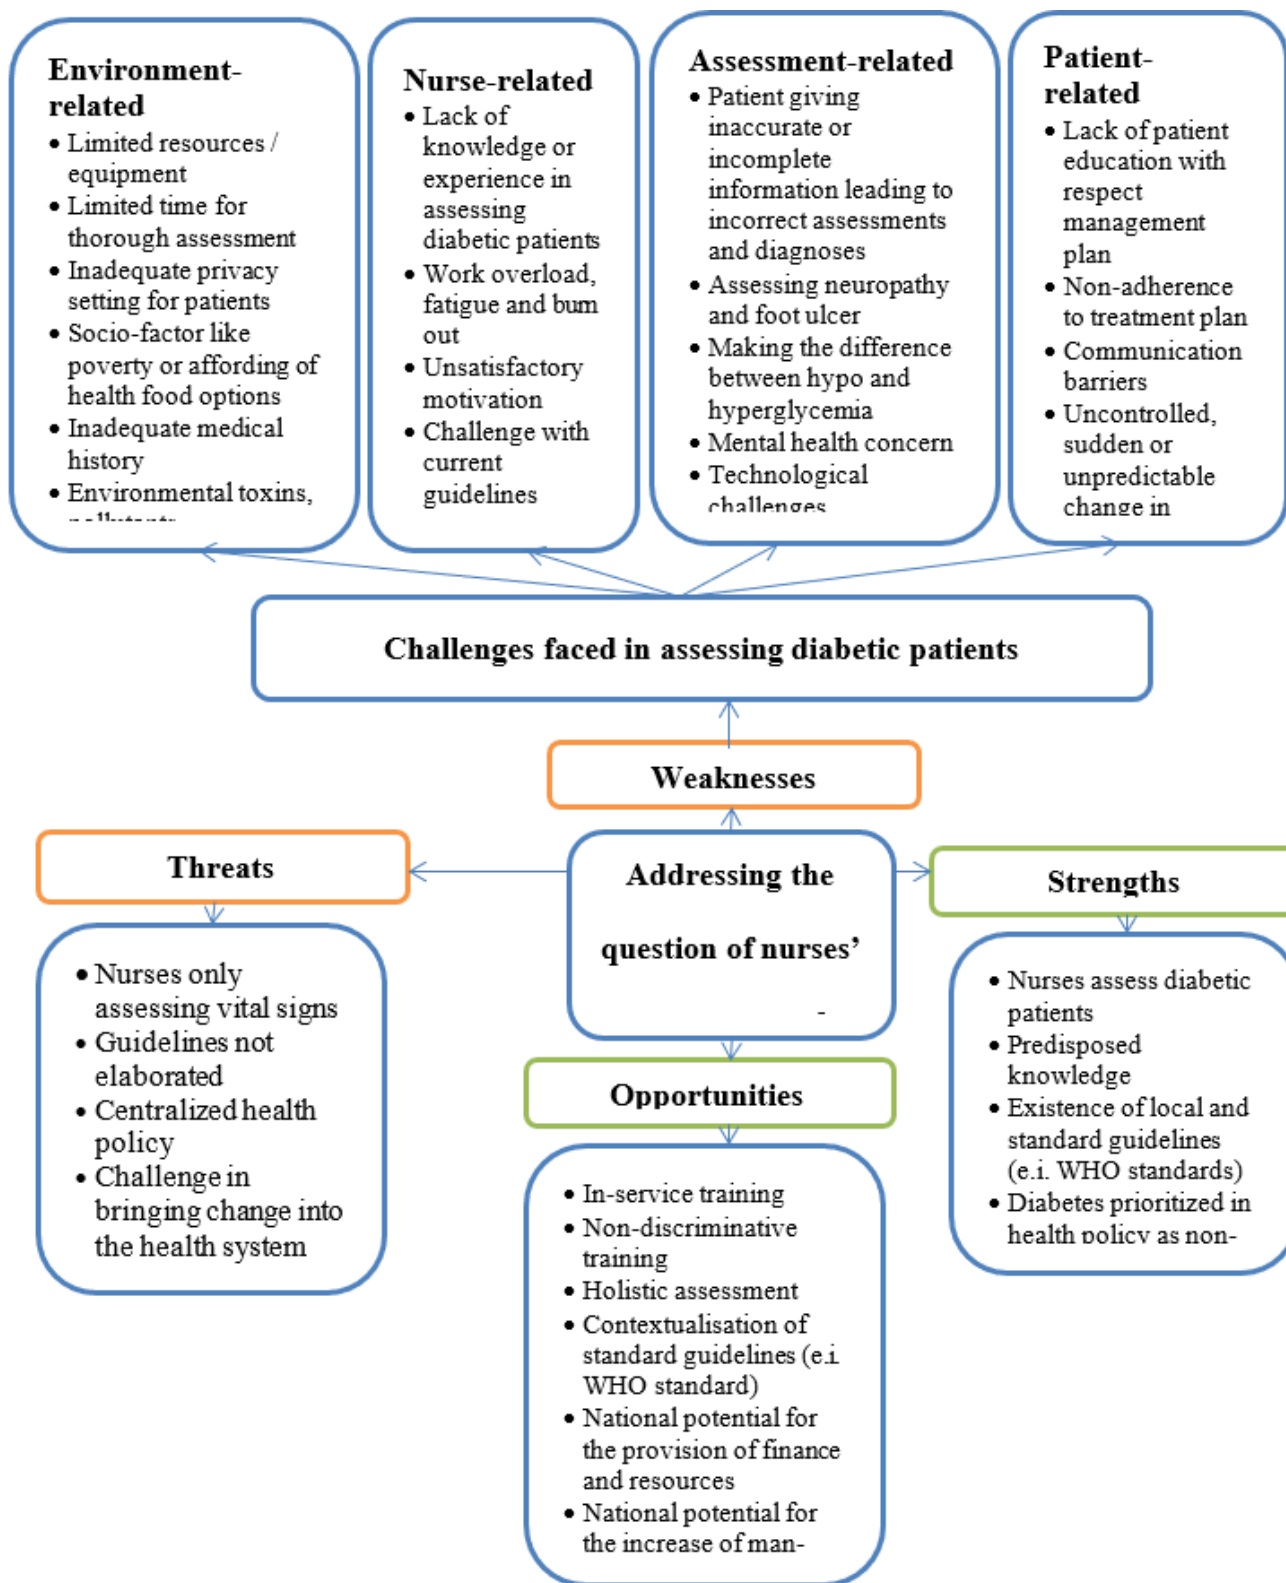 Environment-
related
• Limited resources /
equipment
• Limited time for
thorough assessment
• Inadequate privacy
setting for patients
• Socio-factor like
poverty or affording of
health food options
• Inadequate medical
history
• Environmental toxins,
Nurse-related
• Lack of
knowledge or
experience in
assessing
diabetic patients
• Work overload,
fatigue and burn
out
• Unsatisfactory
motivation
• Challenge with
current
guidelines
Assessment-related
• Patient giving
inaccurate or
incomplete
information leading to
incorrect assessments
and diagnoses
• Assessing neuropathy
and foot ulcer
• Making the difference
between hypo and
hyperglycemia
• Mental health concern
• Technological
challenges
Patient-
related
• Lack of patient
education with
respect
management
plan
• Non-adherence
to treatment plan
• Communication
barriers
• Uncontrolled,
sudden or
unpredictable
change in
Challenges faced in assessing diabetic patients
Weaknesses
Threats
Addressing the
question of nurses’
Strengths
• Nurses only
assessing vital signs
• Guidelines not
elaborated
• Centralized health
policy
• Challenge in
bringing change into
the health system
• Nurses assess diabetic
patients
• Predisposed
knowledge
• Existence of local and
standard guidelines
(e.i. WHO standards)
• Diabetes prioritized in
health policy as non-
Opportunities
• In-service training
• Non-discriminative
training
• Holistic assessment
• Contextualisation of
standard guidelines (e.i.
WHO standard)
• National potential for
the provision of finance
and resources
• National potential for
the increase of man-